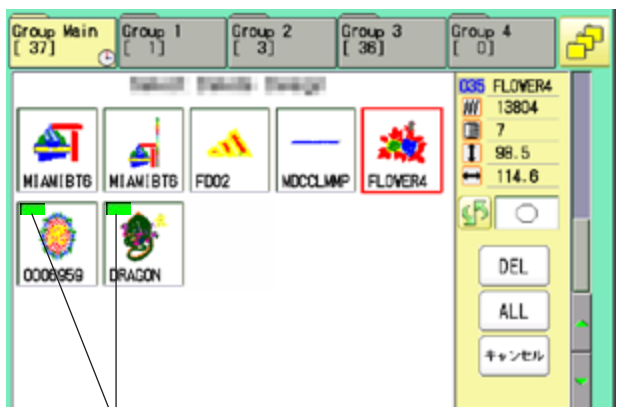 Group Main
[ 37]
Group 1
[ 1]
Group 2
[ 3]
Group 3
[ 36]
Group 4
[ 0]
035 FLOWER4
13804
7
98.5
114.6
MIAMIBT6
MIAMIBT6
FD02
MDCCLMMP
FLOWER4
0006959
DRAGON
DEL
ALL
キャンセル